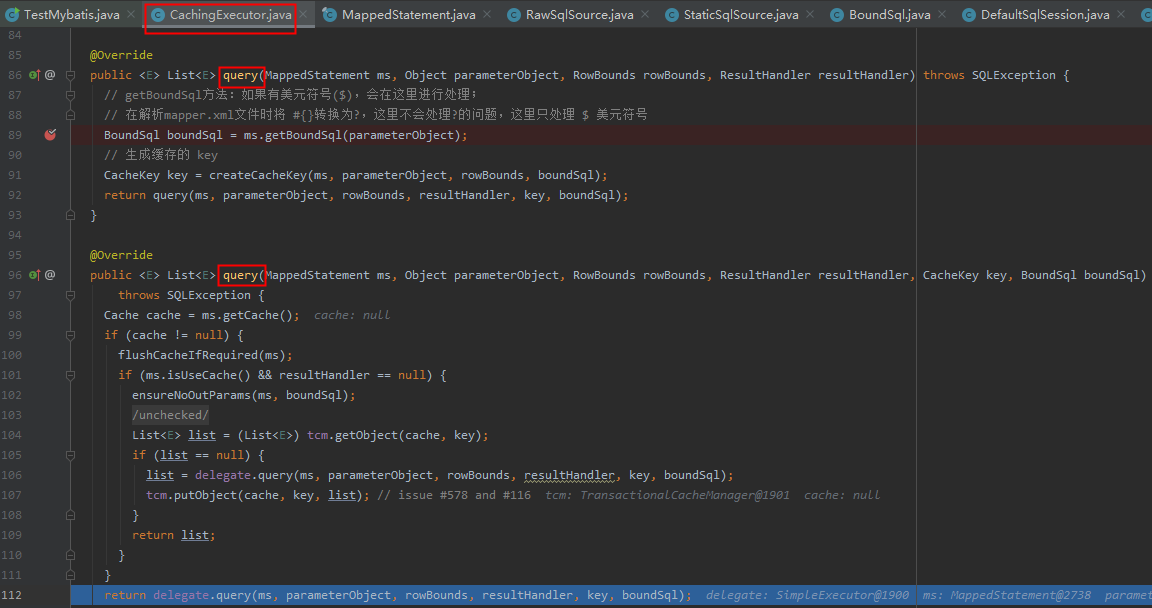 TestMybatis.java CachingExecutor.java MappedStatement.java RawSqlSource.java StaticSqlSource.java BoundSql.java DefaultSqlSession.java
84
85 @Override
86 public <E> List<E> query(MappedStatement ms, Object parameterObject, RowBounds rowBounds, ResultHandler resultHandler) throws SQLException {
87 // getBoundSql方法：如果有美元符号($)，会在这里进行处理；
88 // 在解析mapper.xml文件时将 #{}转换为?，这里不会处理?的问题，这里只处理 $ 美元符号
89 BoundSql boundSql = ms.getBoundSql(parameterObject);
90 // 生成缓存的 key
91 CacheKey key = createCacheKey(ms, parameterObject, rowBounds, boundSql);
92 return query(ms, parameterObject, rowBounds, resultHandler, key, boundSql);
93 }
94
95 @Override
96 public <E> List<E> query(MappedStatement ms, Object parameterObject, RowBounds rowBounds, ResultHandler resultHandler, CacheKey key, BoundSql boundSql)
97 throws SQLException {
98 Cache cache = ms.getCache(); cache: null
99 if (cache != null) {
100 flushCacheIfRequired(ms);
101 if (ms.isUseCache() && resultHandler == null) {
102 ensureNoOutParams(ms, boundSql);
103 /unchecked/
104 List<E> list = (List<E>) tcm.getObject(cache, key);
105 if (list == null) {
106 list = delegate.query(ms, parameterObject, rowBounds, resultHandler, key, boundSql);
107 tcm.putObject(cache, key, list); // issue #578 and #116 tcm: TransactionalCacheManager@1901 cache: null
108 }
109 return list;
110 }
111 }
112 return delegate.query(ms, parameterObject, rowBounds, resultHandler, key, boundSql); delegate: SimpleExecutor@1900 ms: MappedStatement@2738 paramet